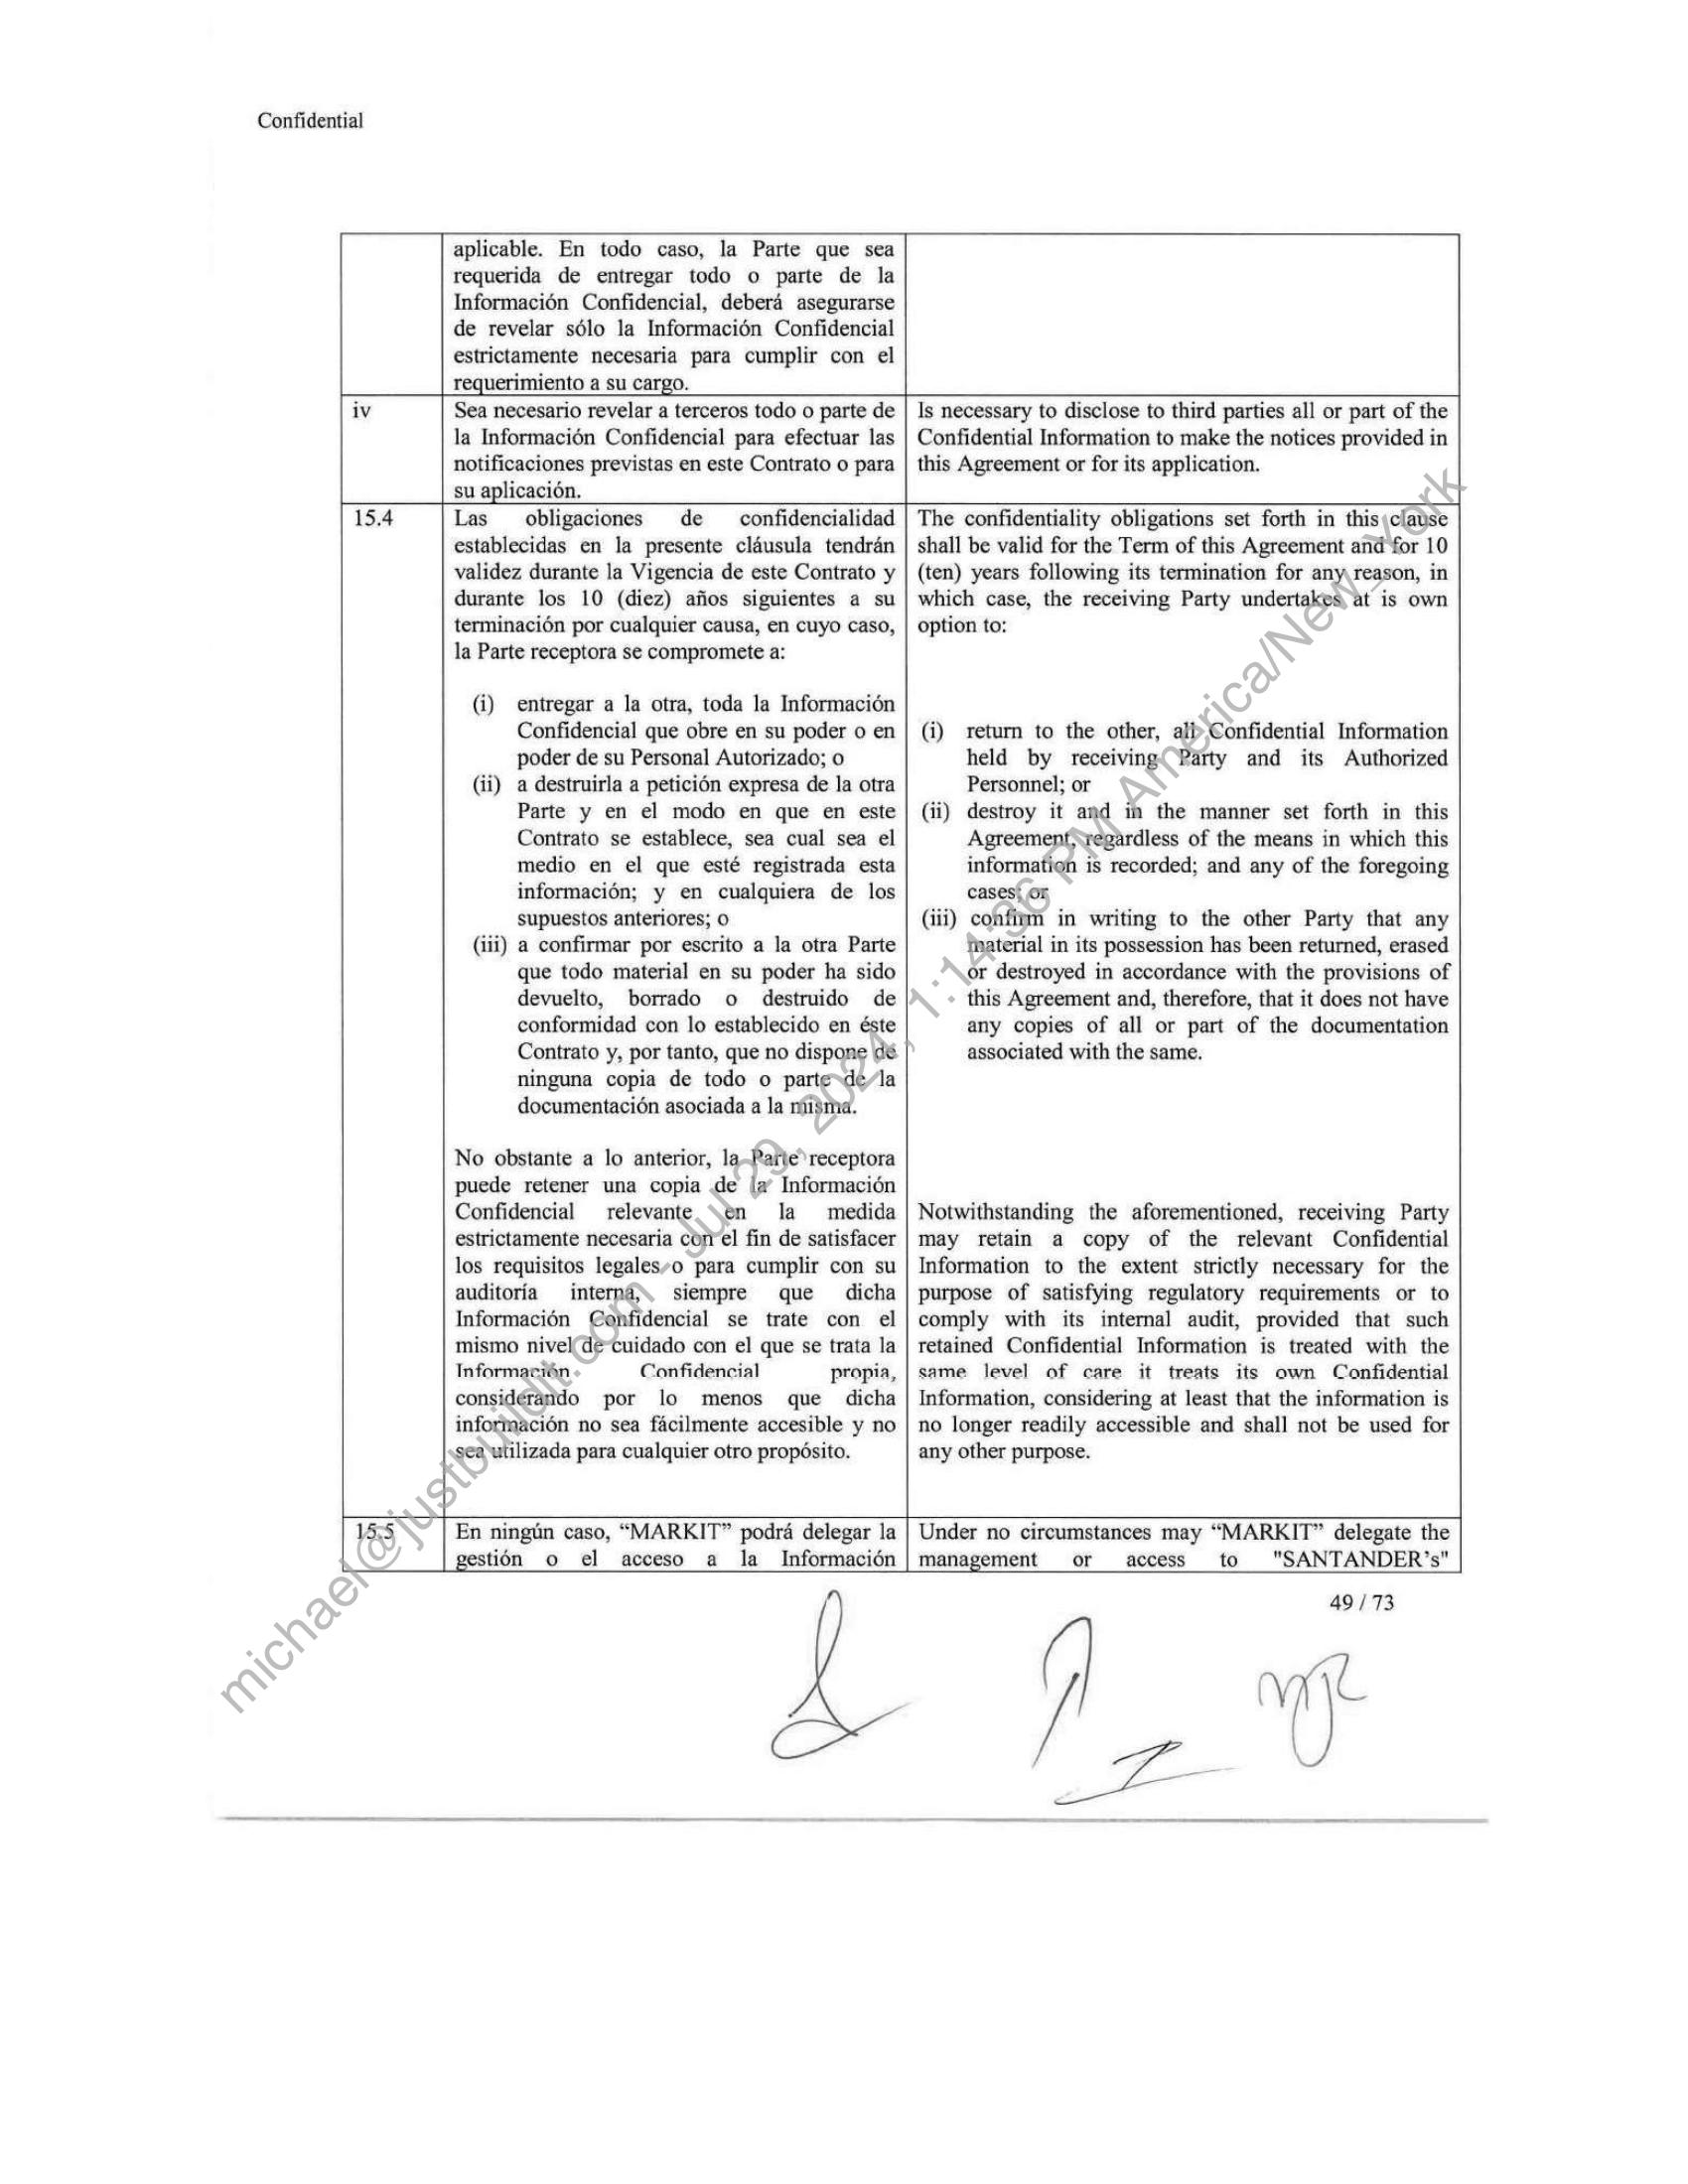 Confidential
aplicable. En todo caso, la Parte que sea
requerida de entregar todo o parte de la
Información Confidencial, deberá asegurarse
de revelar sólo la Información Confidencial
estrictamente necesaria para cumplir con el
requerimiento a su cargo.
iv
Sea necesario revelar a terceros todo o parte de
la Información Confidencial para efectuar las
notificaciones previstas en este Contrato o para
su aplicación.
Is necessary to disclose to third parties all or part of the
Confidential Information to make the notices provided in
this Agreement or for its application.
15.4
Las obligaciones de confidencialidad
establecidas en la presente cláusula tendrán
validez durante la Vigencia de este Contrato y
durante los 10 (diez) años siguientes a su
terminación por cualquier causa, en cuyo caso,
la Parte receptora se compromete a:
(i) entregar a la otra, toda la Información
Confidencial que obre en su poder o en
poder de su Personal Autorizado; o
(ii) a destruirla a petición expresa de la otra
Parte y en el modo en que en este
Contrato se establece, sea cual sea el
medio en el que esté registrada esta
información; y en cualquiera de los
supuestos anteriores; o
(iii) a confirmar por escrito a la otra Parte
que todo material en su poder ha sido
devuelto, borrado o destruido de
conformidad con lo establecido en éste
Contrato y, por tanto, que no dispone de
ninguna copia de todo o parte de la
documentación asociada a la misma.
No obstante a lo anterior, la Parte receptora
puede retener una copia de la Información
Confidencial relevante en la medida
estrictamente necesaria con el fin de satisfacer
los requisitos legales o para cumplir con su
auditoría interna, siempre que dicha
Información Confidencial se trate con el
mismo nivel de cuidado con el que se trata la
Información Confidencial propia,
considerando por lo menos que dicha
información no sea fácilmente accesible y no
sea utilizada para cualquier otro propósito.
The confidentiality obligations set forth in this clause
shall be valid for the Term of this Agreement and for 10
(ten) years following its termination for any reason, in
which case, the receiving Party undertakes at is own
option to:
(i) return to the other, all Confidential Information
held by receiving Party and its Authorized
Personnel; or
(ii) destroy it and in the manner set forth in this
Agreement, regardless of the means in which this
information is recorded; and any of the foregoing
cases; or
(iii) confirm in writing to the other Party that any
material in its possession has been returned, erased
or destroyed in accordance with the provisions of
this Agreement and, therefore, that it does not have
any copies of all or part of the documentation
associated with the same.
Notwithstanding the aforementioned, receiving Party
may retain a copy of the relevant Confidential
Information to the extent strictly necessary for the
purpose of satisfying regulatory requirements or to
comply with its internal audit, provided that such
retained Confidential Information is treated with the
same level of care it treats its own Confidential
Information, considering at least that the information is
no longer readily accessible and shall not be used for
any other purpose.
15.5
En ningún caso, “MARKIT” podrá delegar la
gestión o el acceso a la Información
Under no circumstances may “MARKIT” delegate the
management or access to "SANTANDER’s"
49 / 73
michael@justbuildit.com - Jul 29, 2024, 1:14:36 PM America/New_York